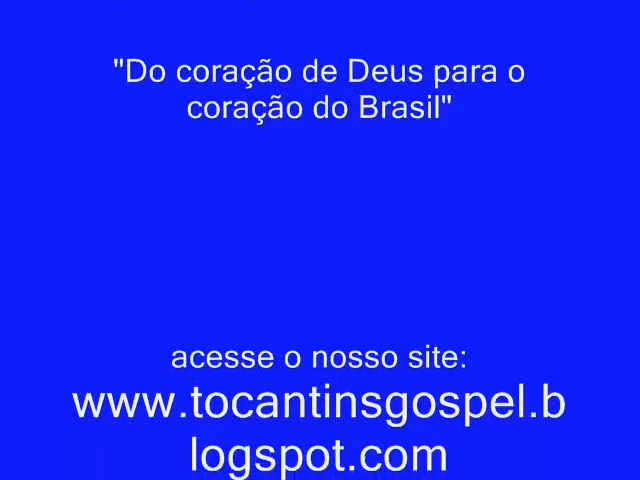 "Do coração de Deus para o
coração do Brasil"
acesse o nosso site:
www.tocantinsgospel.b
logspot.com